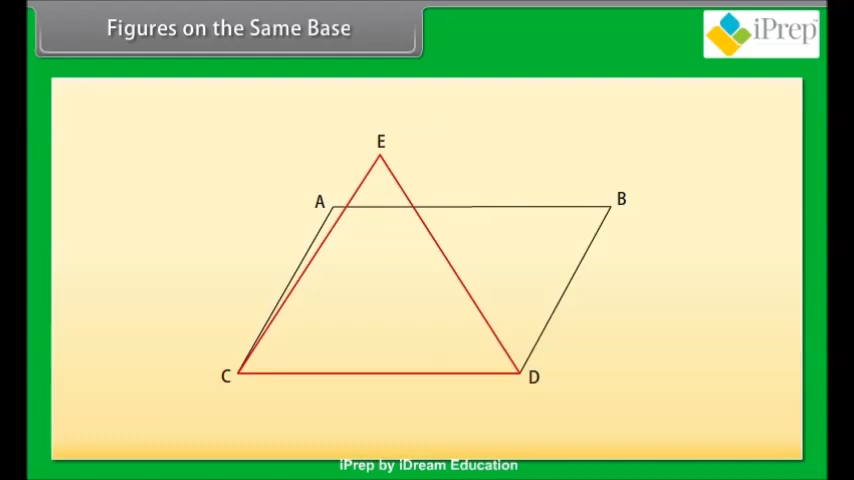 Figures on the Same Base
iPrep
E
A
B
C
D
iPrep by iDream Education